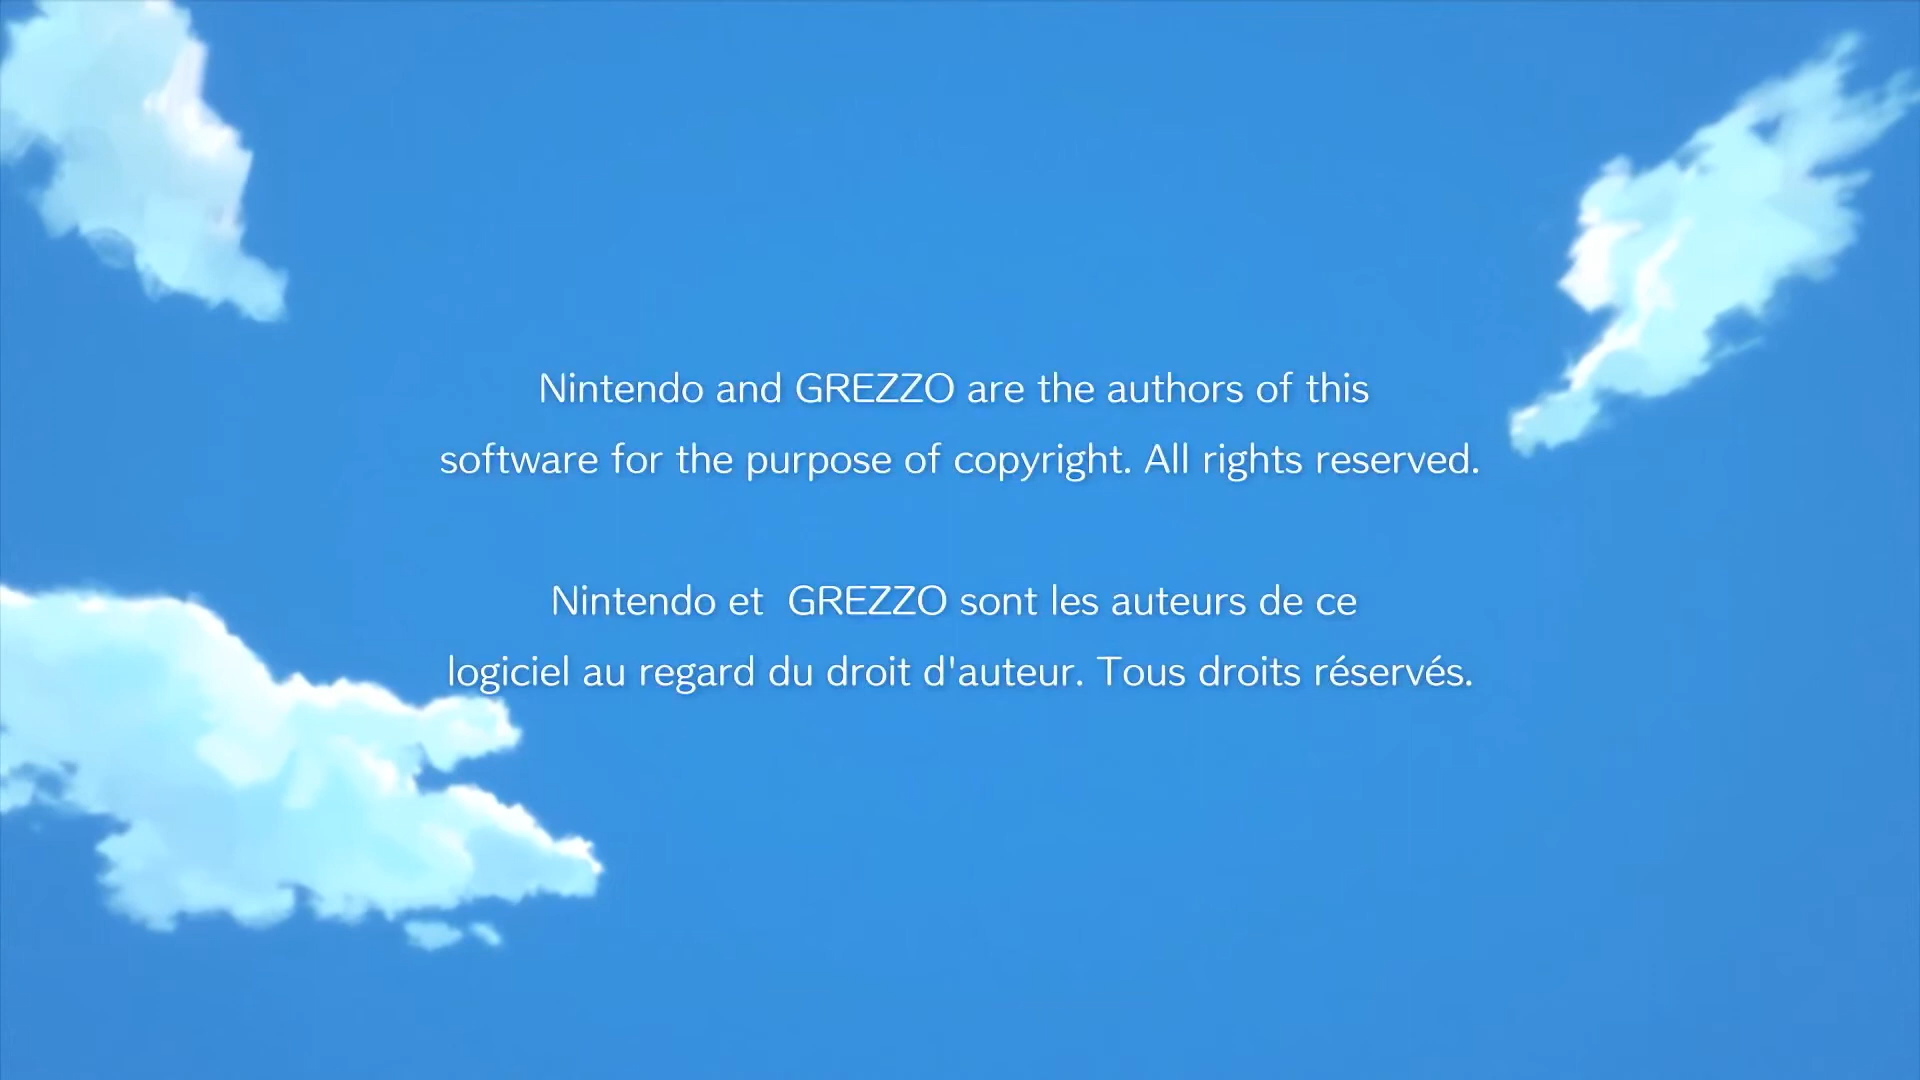 Nintendo and GREZZO are the authors of this
software for the purpose of copyright. All rights reserved.
Nintendo et  GREZZO sont les auteurs de ce
logiciel au regard du droit d'auteur. Tous droits réservés.